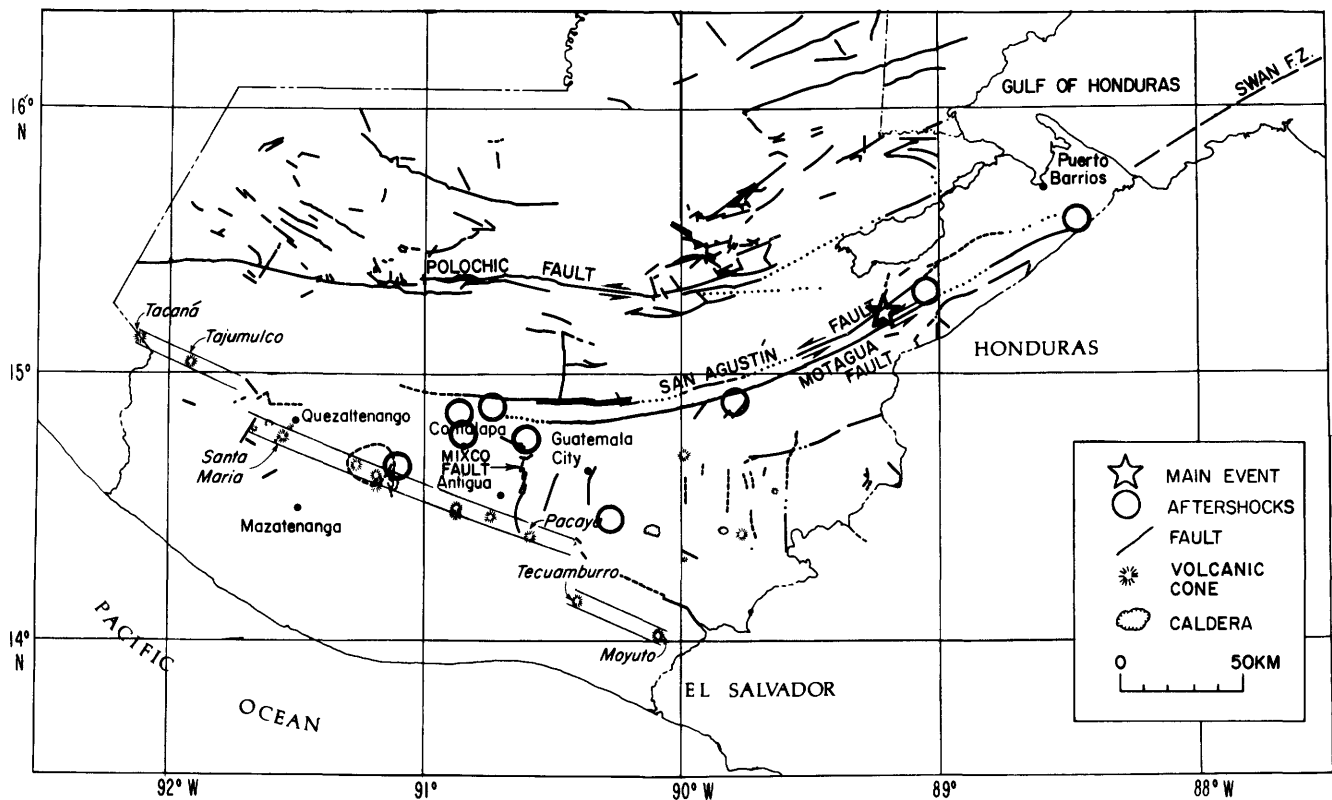 16°
N
GULF OF HONDURAS
SWAN F.Z.
Puerto
Barrios
POLOCHIC FAULT
Tacaná
Tajumulco
SAN AGUSTÍN FAULT
MOTAGUA
FAULT
HONDURAS
15°
Quezaltenango
Comalapa
Guatemala
City
MIXCO
FAULT
Antigua
Santa
Maria
Mazatenanga
Pacaya
Tecuamburro
Moyuto
14°
N
PACIFIC
OCEAN
EL SALVADOR
MAIN EVENT
AFTERSHOCKS
FAULT
VOLCANIC
CONE
CALDERA
0 50KM
92° W 91° 90° W 89° 88° W